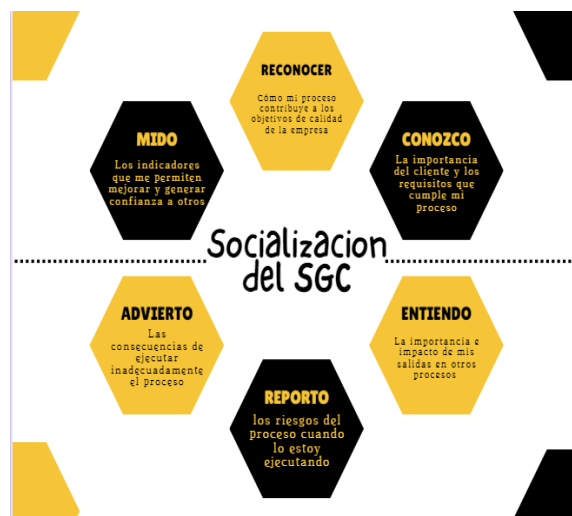 RECONOCER
Cómo mi proceso
contribuye a los
objetivos de calidad
de la empresa
MIDO
Los indicadores
que me permiten
mejorar y generar
confianza a otros
CONOZCO
La importancia
del cliente y los
requisitos que
cumple mi
proceso
Socializacion
del SGC
ADVIERTO
Las
consecuencias de
ejecutar
inadecuadamente
el proceso
ENTIENDO
La importancia e
impacto de mis
salidas en otros
procesos
REPORTO
los riesgos del
proceso cuando
lo estoy
ejecutando